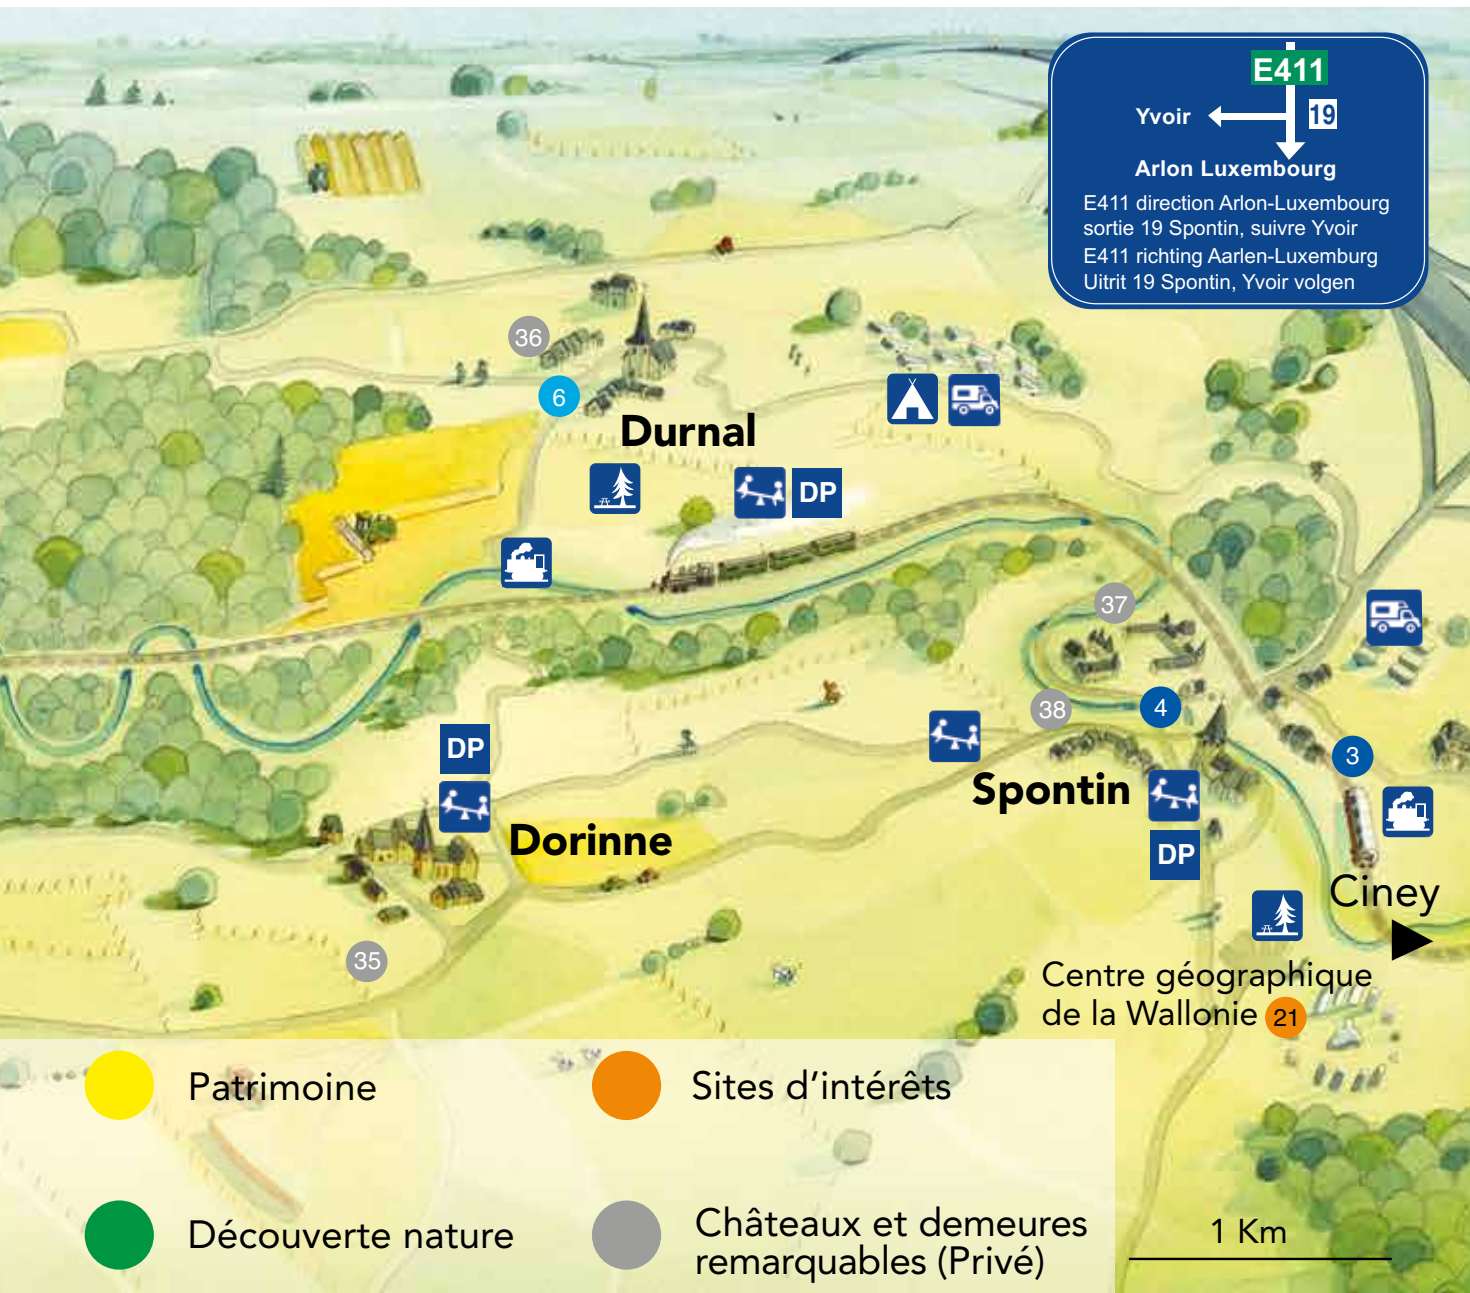 E411
Yvoir
19
Arlon Luxembourg
E411 direction Arlon-Luxembourg
sortie 19 Spontin, suivre Yvoir
E411 richting Aarlen-Luxemburg
Uitrit 19 Spontin, Yvoir volgen
36
6
Durnal
DP
37
38
4
3
DP
Spontin
Dorinne
DP
Ciney
35
Centre géographique
de la Wallonie 21
Patrimoine
Sites d’intérêts
Découverte nature
Châteaux et demeures
remarquables (Privé)
1 Km